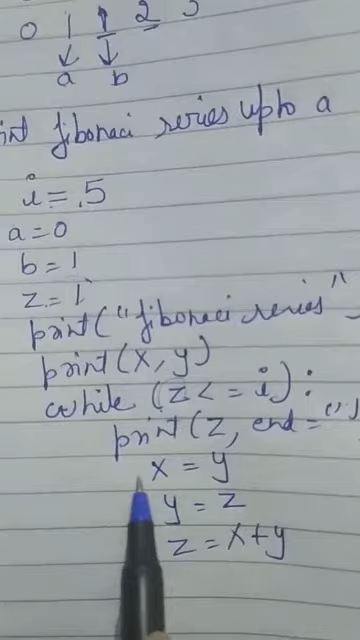 0 1 1 2 3
a b
int fibonaci series upto a
i = 5
a = 0
b = 1
z = 1
print("fibonaci series"
print(x, y)
while (z <= i):
print(z, end = "
x = y
y = z
z = x+y